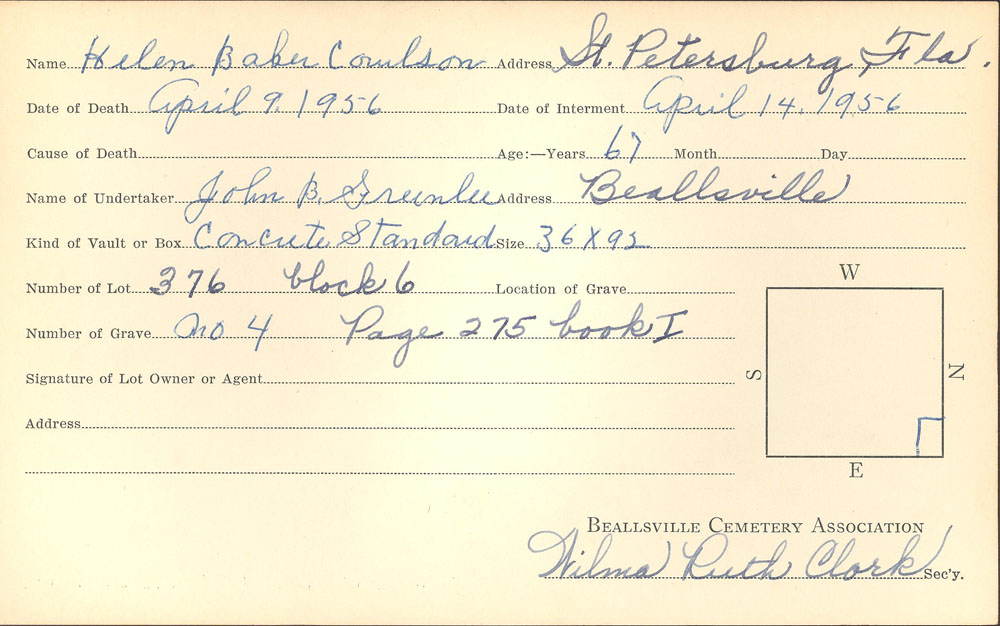 Name Helen Baker Coulson Address St. Petersburg, Fla.
Date of Death April 9, 1956 Date of Interment April 14, 1956
Cause of Death Age:—Years 67 Month Day
Name of Undertaker John B. Greenlee Address Beallsville
Kind of Vault or Box Concrete Standard Size 36 X 92
Number of Lot 376 block 6 Location of Grave
W
Number of Grave No 4 Page 275 book I
S N
Signature of Lot Owner or Agent
Address
E
Beallsville Cemetery Association
Wilma Ruth Clark Sec'y.